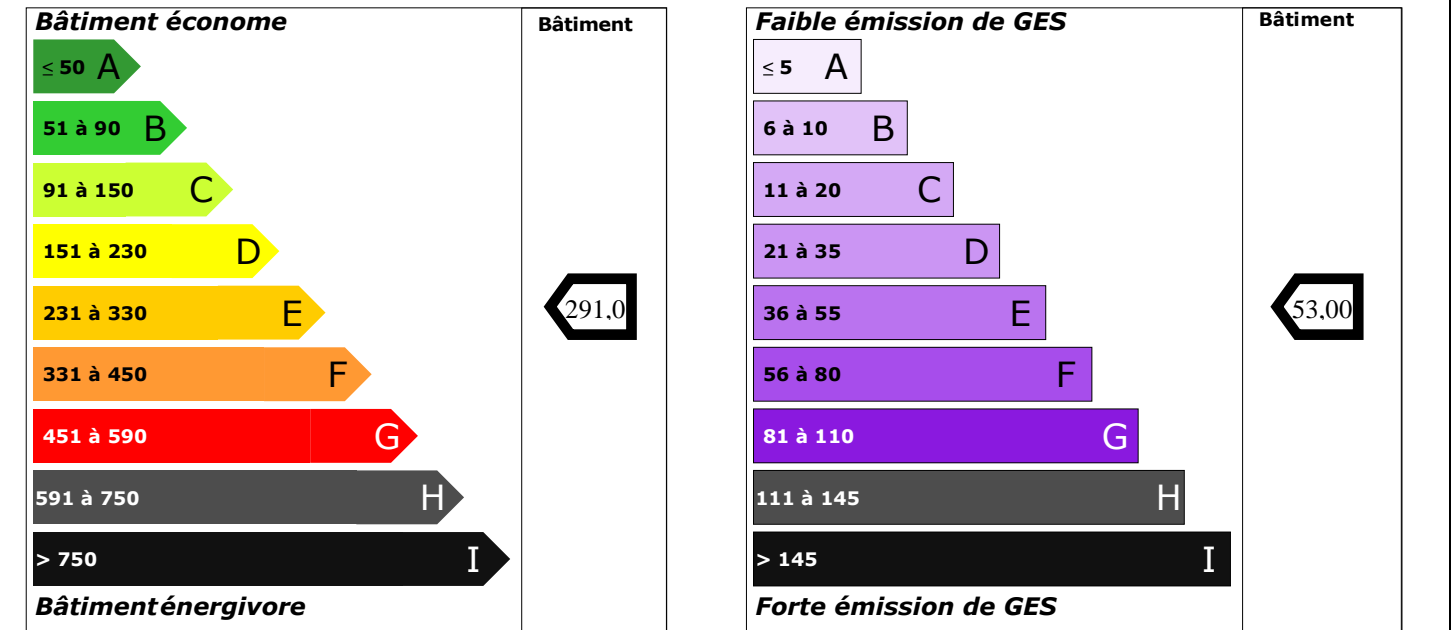 Bâtiment économe
Bâtiment
≤ 50 A
51 à 90 B
91 à 150 C
151 à 230 D
231 à 330 E
291,0
331 à 450 F
451 à 590 G
591 à 750 H
> 750 I
Bâtiment énergivore
Faible émission de GES
Bâtiment
≤ 5 A
6 à 10 B
11 à 20 C
21 à 35 D
36 à 55 E
53,00
56 à 80 F
81 à 110 G
111 à 145 H
> 145 I
Forte émission de GES